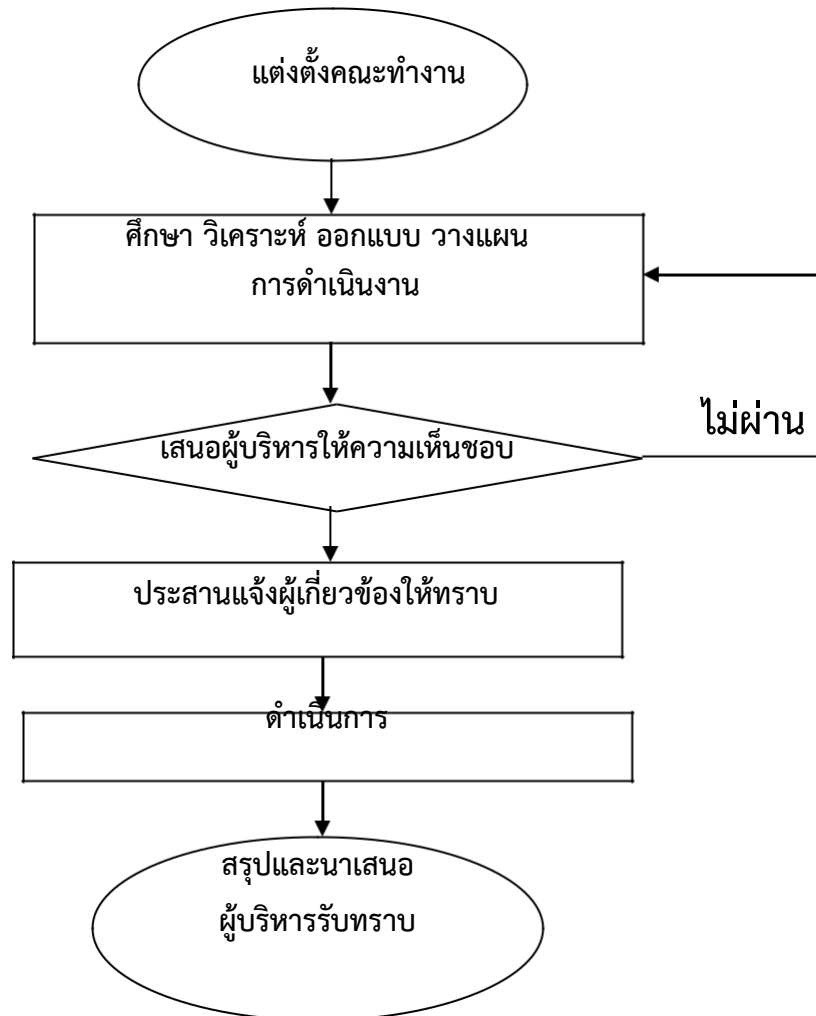 แต่งตั้งคณะทำงาน
ศึกษา วิเคราะห์ ออกแบบ วางแผน
การดำเนินงาน
ไม่ผ่าน
เสนอผู้บริหารให้ความเห็นชอบ
ประสานแจ้งผู้เกี่ยวข้องให้ทราบ
ดำเนินการ
สรุปและนาเสนอ
ผู้บริหารรับทราบ